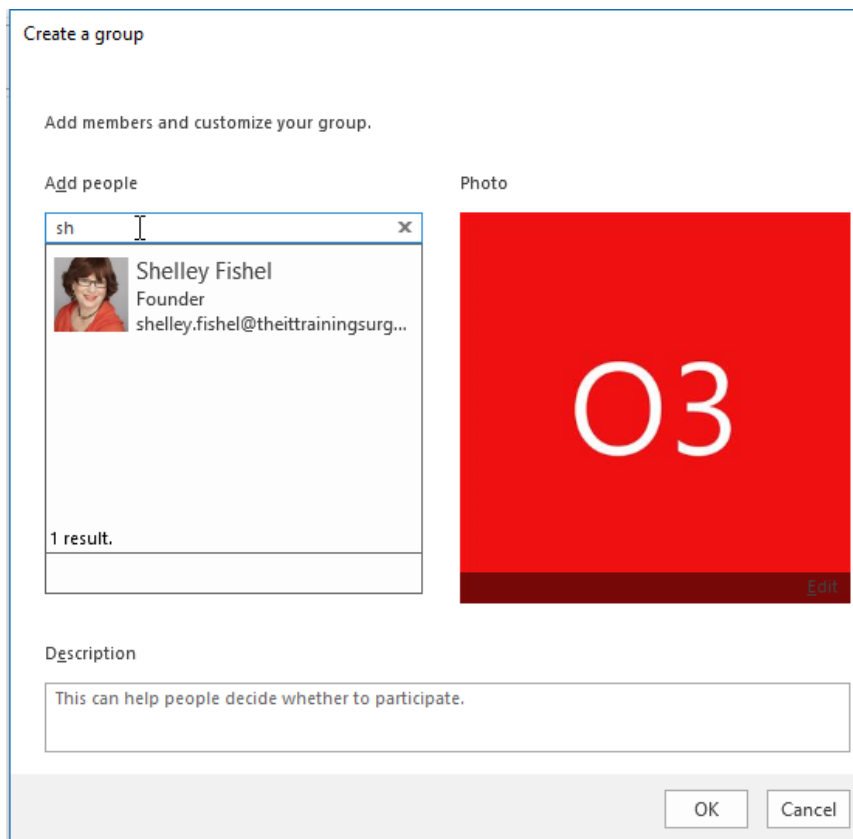 Create a group
Add members and customize your group.
Add people
Photo
sh
Shelley Fishel
Founder
shelley.fishel@theittrainingsurg...
1 result.
O3
Edit
Description
This can help people decide whether to participate.
OK
Cancel